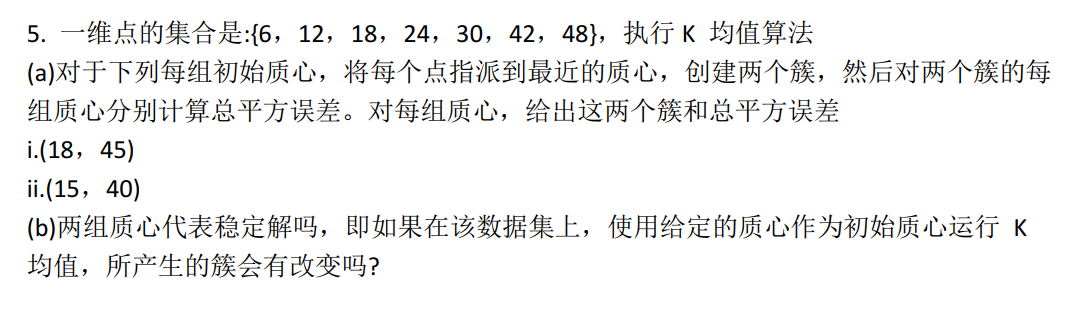 5. 一维点的集合是:{6，12，18，24，30，42，48}，执行 K 均值算法
(a)对于下列每组初始质心，将每个点指派到最近的质心，创建两个簇，然后对两个簇的每
组质心分别计算总平方误差。对每组质心，给出这两个簇和总平方误差
i.(18，45)
ii.(15，40)
(b)两组质心代表稳定解吗，即如果在该数据集上，使用给定的质心作为初始质心运行 K
均值，所产生的簇会有改变吗?